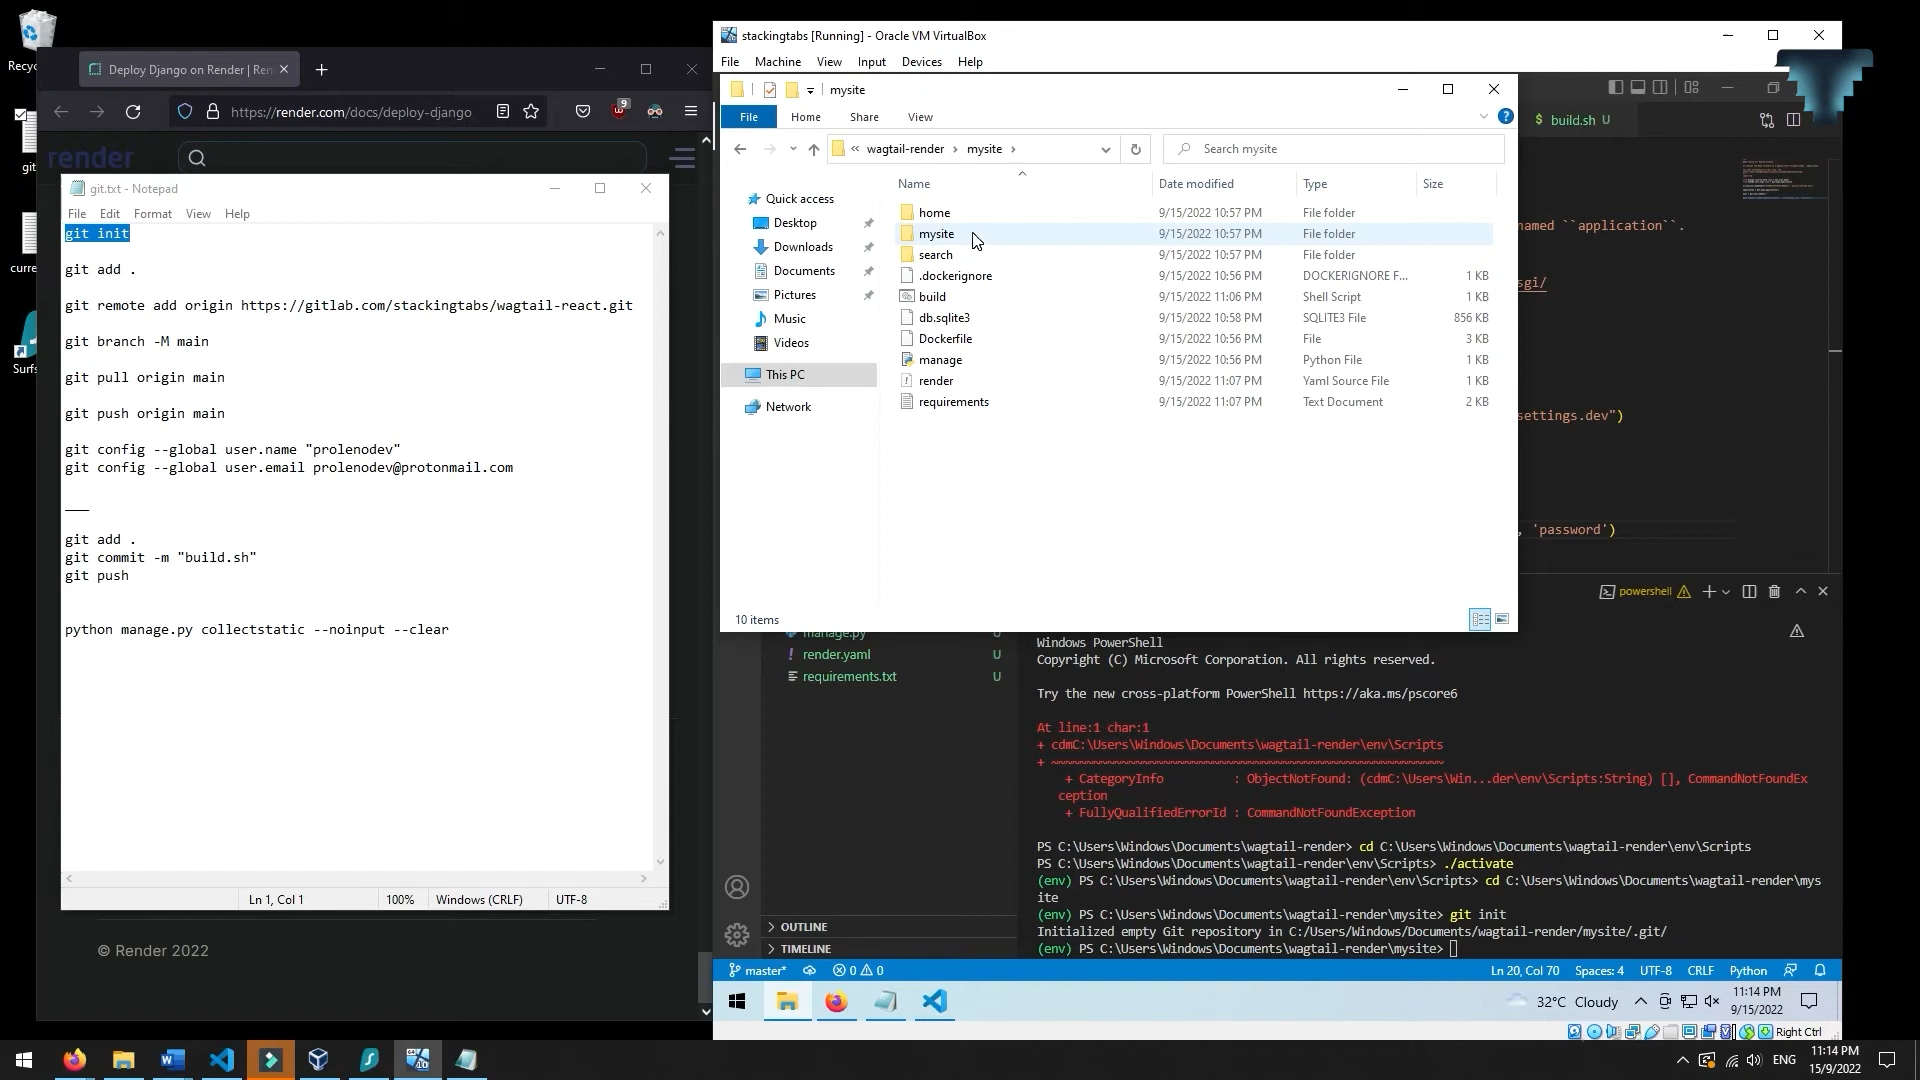 Recyc
git
curre
Surfs
Deploy Django on Render | Ren
https://render.com/docs/deploy-django
9
render
git.txt - Notepad
File Edit Format View Help
git init
git add .
git remote add origin https://gitlab.com/stackingtabs/wagtail-react.git
git branch -M main
git pull origin main
git push origin main
git config --global user.name "prolenodev"
git config --global user.email prolenodev@protonmail.com
___
git add .
git commit -m "build.sh"
git push
python manage.py collectstatic --noinput --clear
Ln 1, Col 1 100% Windows (CRLF) UTF-8
© Render 2022
stackingtabs [Running] - Oracle VM VirtualBox
File Machine View Input Devices Help
mysite
File Home Share View
« wagtail-render > mysite >
Search mysite
Name Date modified Type Size
Quick access
Desktop
Downloads
Documents
Pictures
Music
Videos
This PC
Network
home 9/15/2022 10:57 PM File folder
mysite 9/15/2022 10:57 PM File folder
search 9/15/2022 10:57 PM File folder
.dockerignore 9/15/2022 10:56 PM DOCKERIGNORE F... 1 KB
build 9/15/2022 11:06 PM Shell Script 1 KB
db.sqlite3 9/15/2022 10:58 PM SQLITE3 File 856 KB
Dockerfile 9/15/2022 10:56 PM File 3 KB
manage 9/15/2022 10:56 PM Python File 1 KB
render 9/15/2022 11:07 PM Yaml Source File 1 KB
requirements 9/15/2022 11:07 PM Text Document 2 KB
10 items
$ build.sh U
named ``application``.
sgi/
settings.dev")
, 'password')
powershell
manage.py U
! render.yaml U
requirements.txt U
OUTLINE
TIMELINE
Windows PowerShell
Copyright (C) Microsoft Corporation. All rights reserved.
Try the new cross-platform PowerShell https://aka.ms/pscore6
At line:1 char:1
+ cdmC:\Users\Windows\Documents\wagtail-render\env\Scripts
+ ~~~~~~~~~~~~~~~~~~~~~~~~~~~~~~~~~~~~~~~~~~~~~~~~~
+ CategoryInfo : ObjectNotFound: (cdmC:\Users\Win...der\env\Scripts:String) [], CommandNotFoundEx
ception
+ FullyQualifiedErrorId : CommandNotFoundException
PS C:\Users\Windows\Documents\wagtail-render> cd C:\Users\Windows\Documents\wagtail-render\env\Scripts
PS C:\Users\Windows\Documents\wagtail-render\env\Scripts> ./activate
(env) PS C:\Users\Windows\Documents\wagtail-render\env\Scripts> cd C:\Users\Windows\Documents\wagtail-render\mys
ite
(env) PS C:\Users\Windows\Documents\wagtail-render\mysite> git init
Initialized empty Git repository in C:/Users/Windows/Documents/wagtail-render/mysite/.git/
(env) PS C:\Users\Windows\Documents\wagtail-render\mysite>
master* 0 0 Ln 20, Col 70 Spaces: 4 UTF-8 CRLF Python
32°C Cloudy
11:14 PM
9/15/2022
Right Ctrl
ENG
11:14 PM
15/9/2022